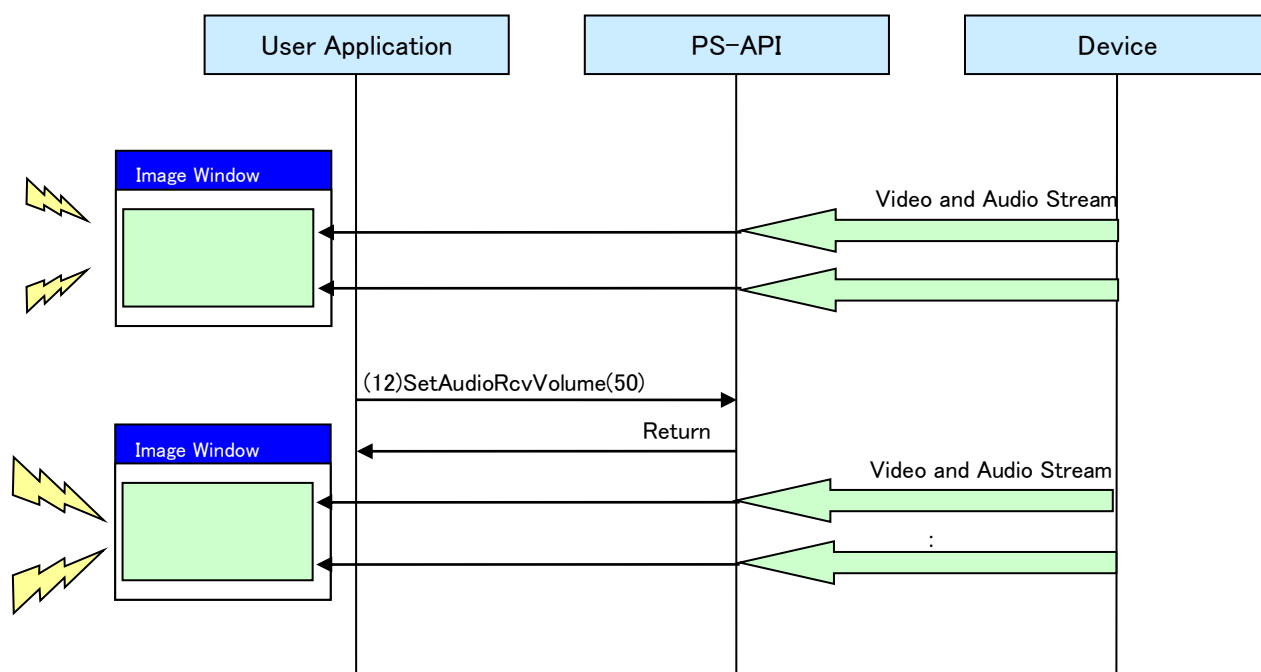 User Application
PS-API
Device
Image Window
Video and Audio Stream
(12)SetAudioRcvVolume(50)
Return
Image Window
Video and Audio Stream
: